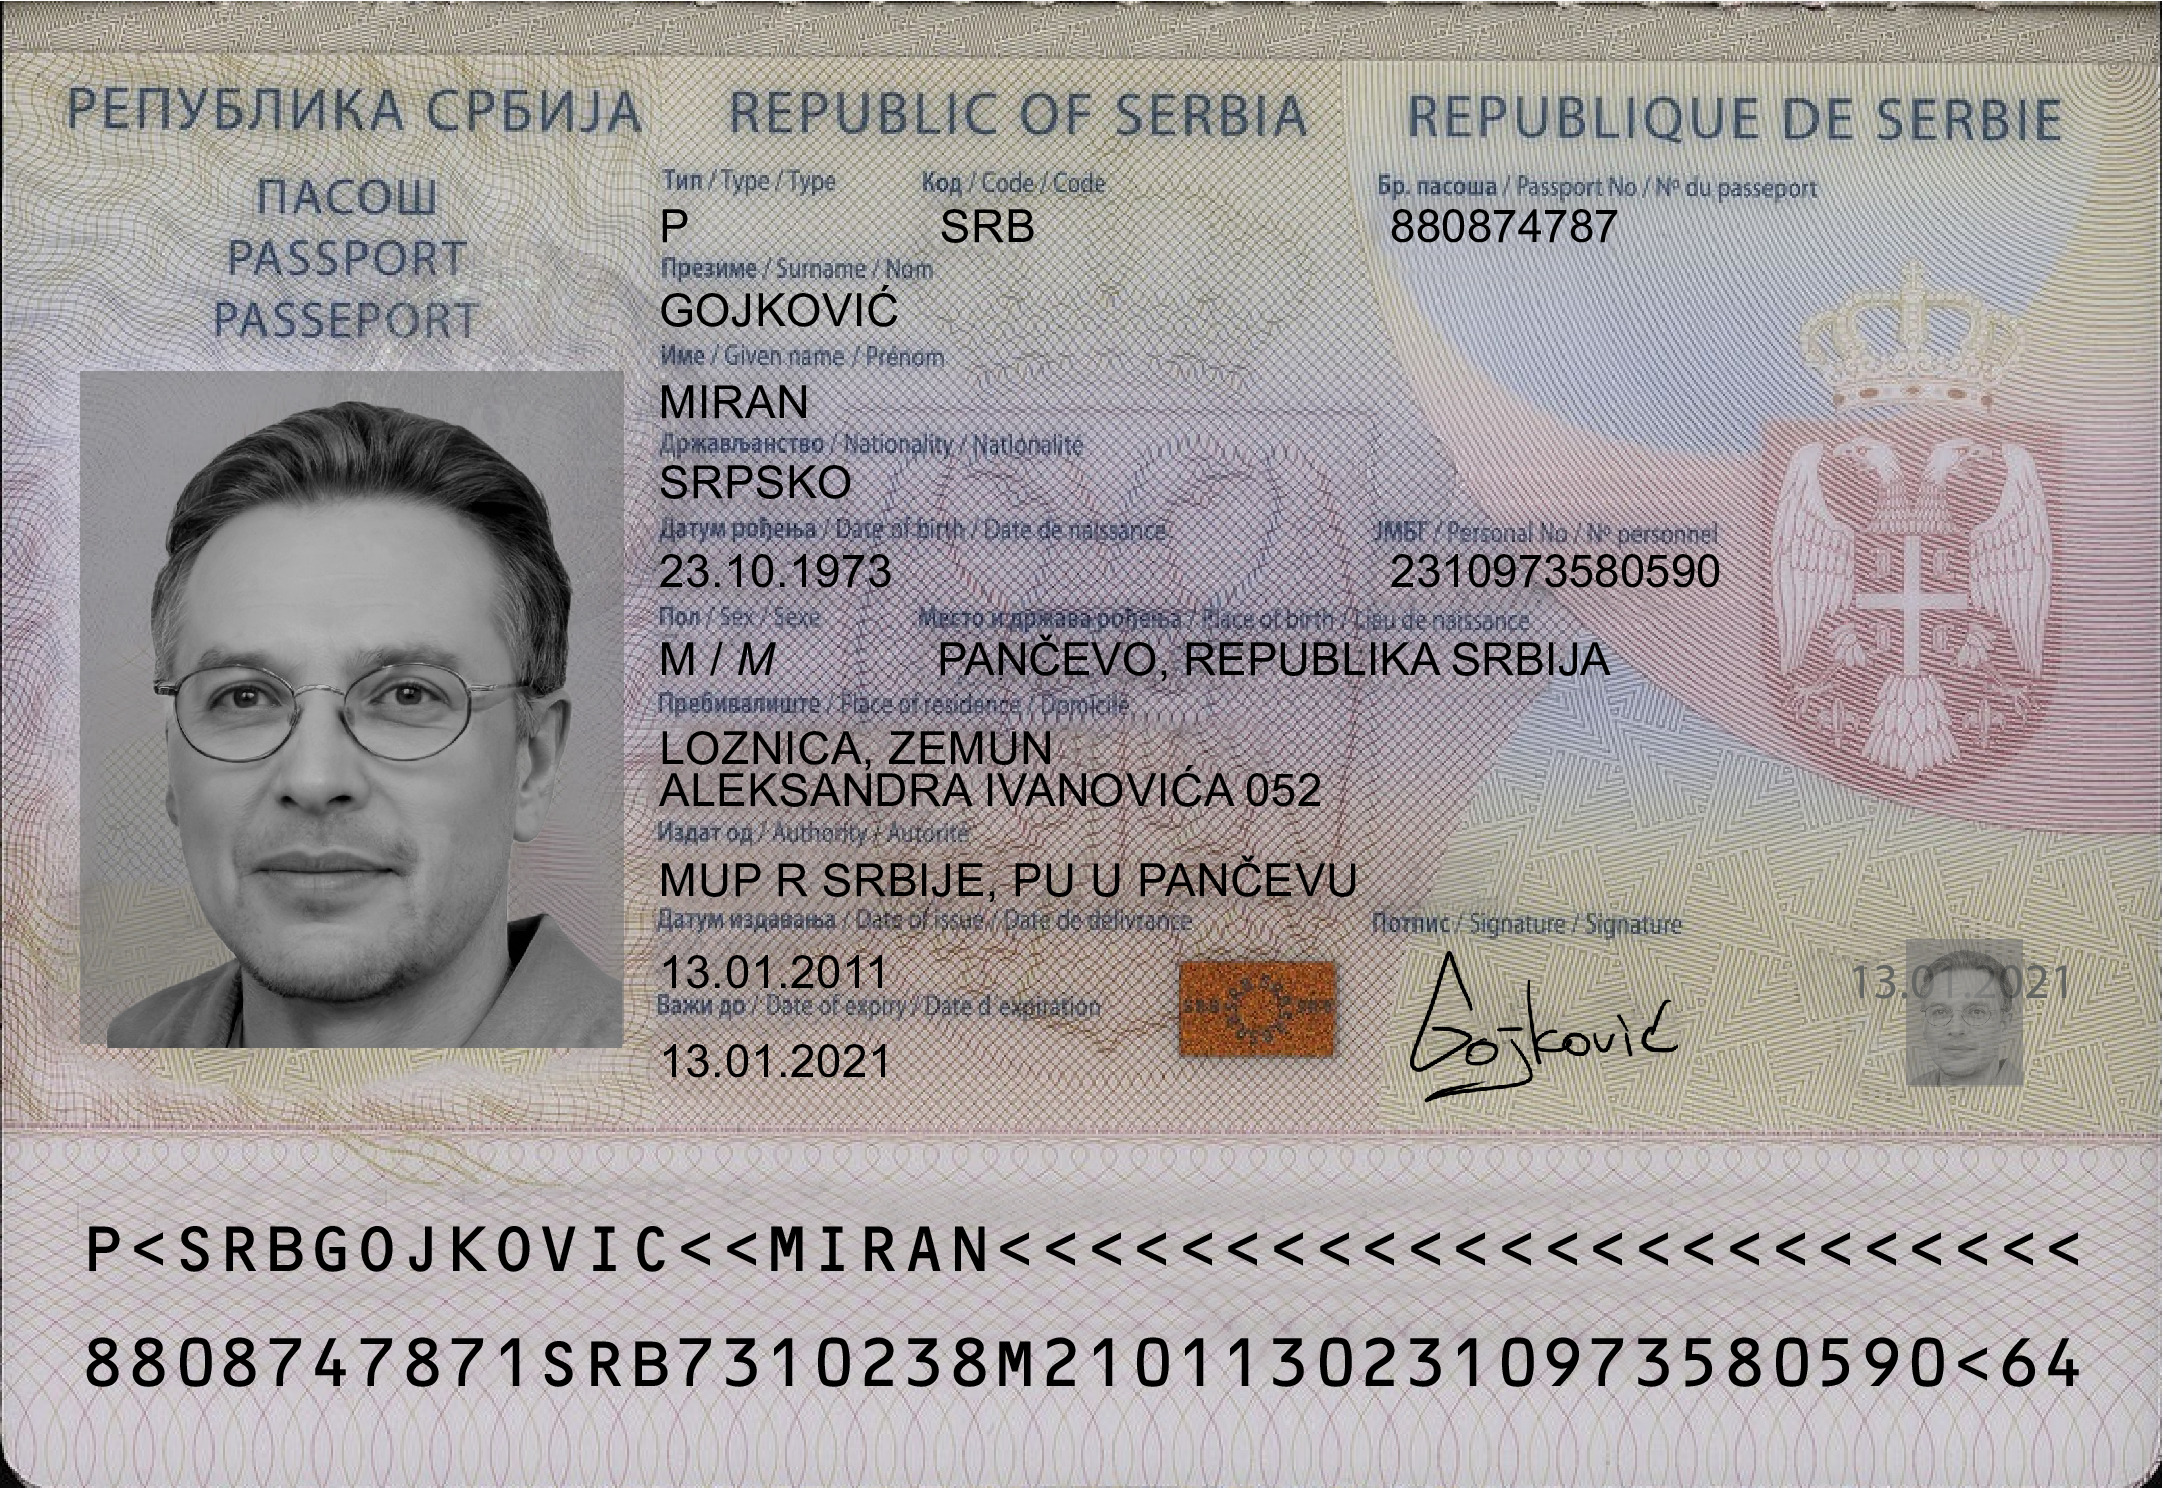 РЕПУБЛИКА СРБИЈА REPUBLIC OF SERBIA REPUBLIQUE DE SERBIE
ПАСОШ
PASSPORT
PASSEPORT
Тип / Type / Type Код / Code / Code Бр. пасоша / Passport No / Nº du passeport
P SRB 880874787
Презиме / Surname / Nom
GOJKOVIĆ
Име / Given name / Prénom
MIRAN
Држављанство / Nationality / Nationalité
SRPSKO
Датум рођења / Date of birth / Date de naissance ЈМБГ / Personal No / Nº personnel
23.10.1973 2310973580590
Пол / Sex / Sexe Место и држава рођења / Place of birth / Lieu de naissance
M / M PANČEVO, REPUBLIKA SRBIJA
Пребивалиште / Place of residence / Domicile
LOZNICA, ZEMUN
ALEKSANDRA IVANOVIĆA 052
Издат од / Authority / Autorité
MUP R SRBIJE, PU U PANČEVU
Датум издавања / Date of issue / Date de délivrance Потпис / Signature / Signature
13.01.2011
Gojković
13.01.2021
Важи до / Date of expiry / Date d expiration
13.01.2021
P<SRBGOJKOVIC<<MIRAN<<<<<<<<<<<<<<<<<<<<<<<<
8808747871SRB7310238M21011302310973580590<64